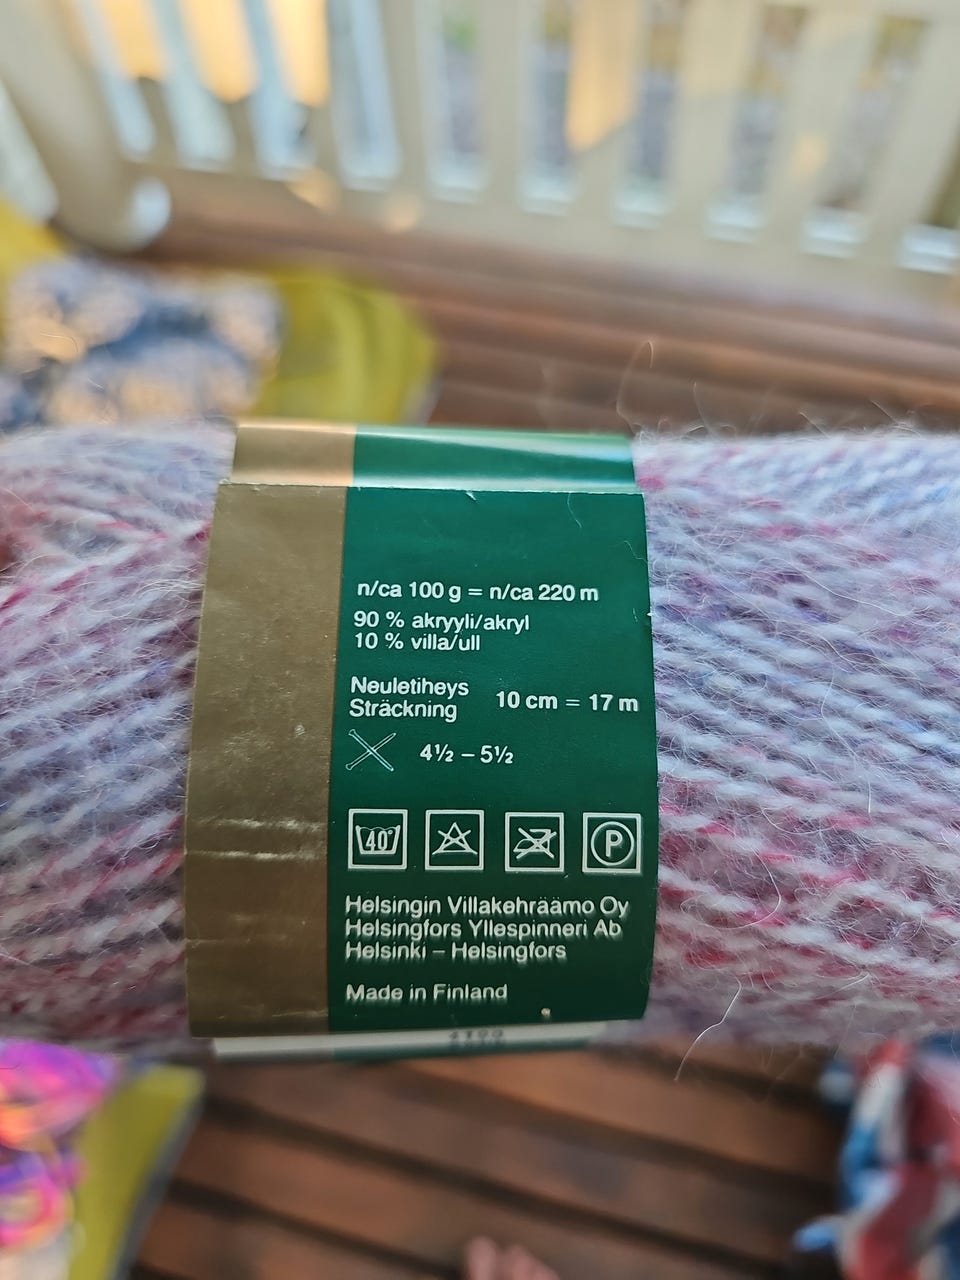 n/ca 100 g = n/ca 220 m
90 % akryyli/akryl
10 % villa/ull
Neuletiheys
Sträckning
10 cm = 17 m
4½ – 5½
40°
P
Helsingin Villakehräämo Oy
Helsingfors Yllespinneri Ab
Helsinki – Helsingfors
Made in Finland